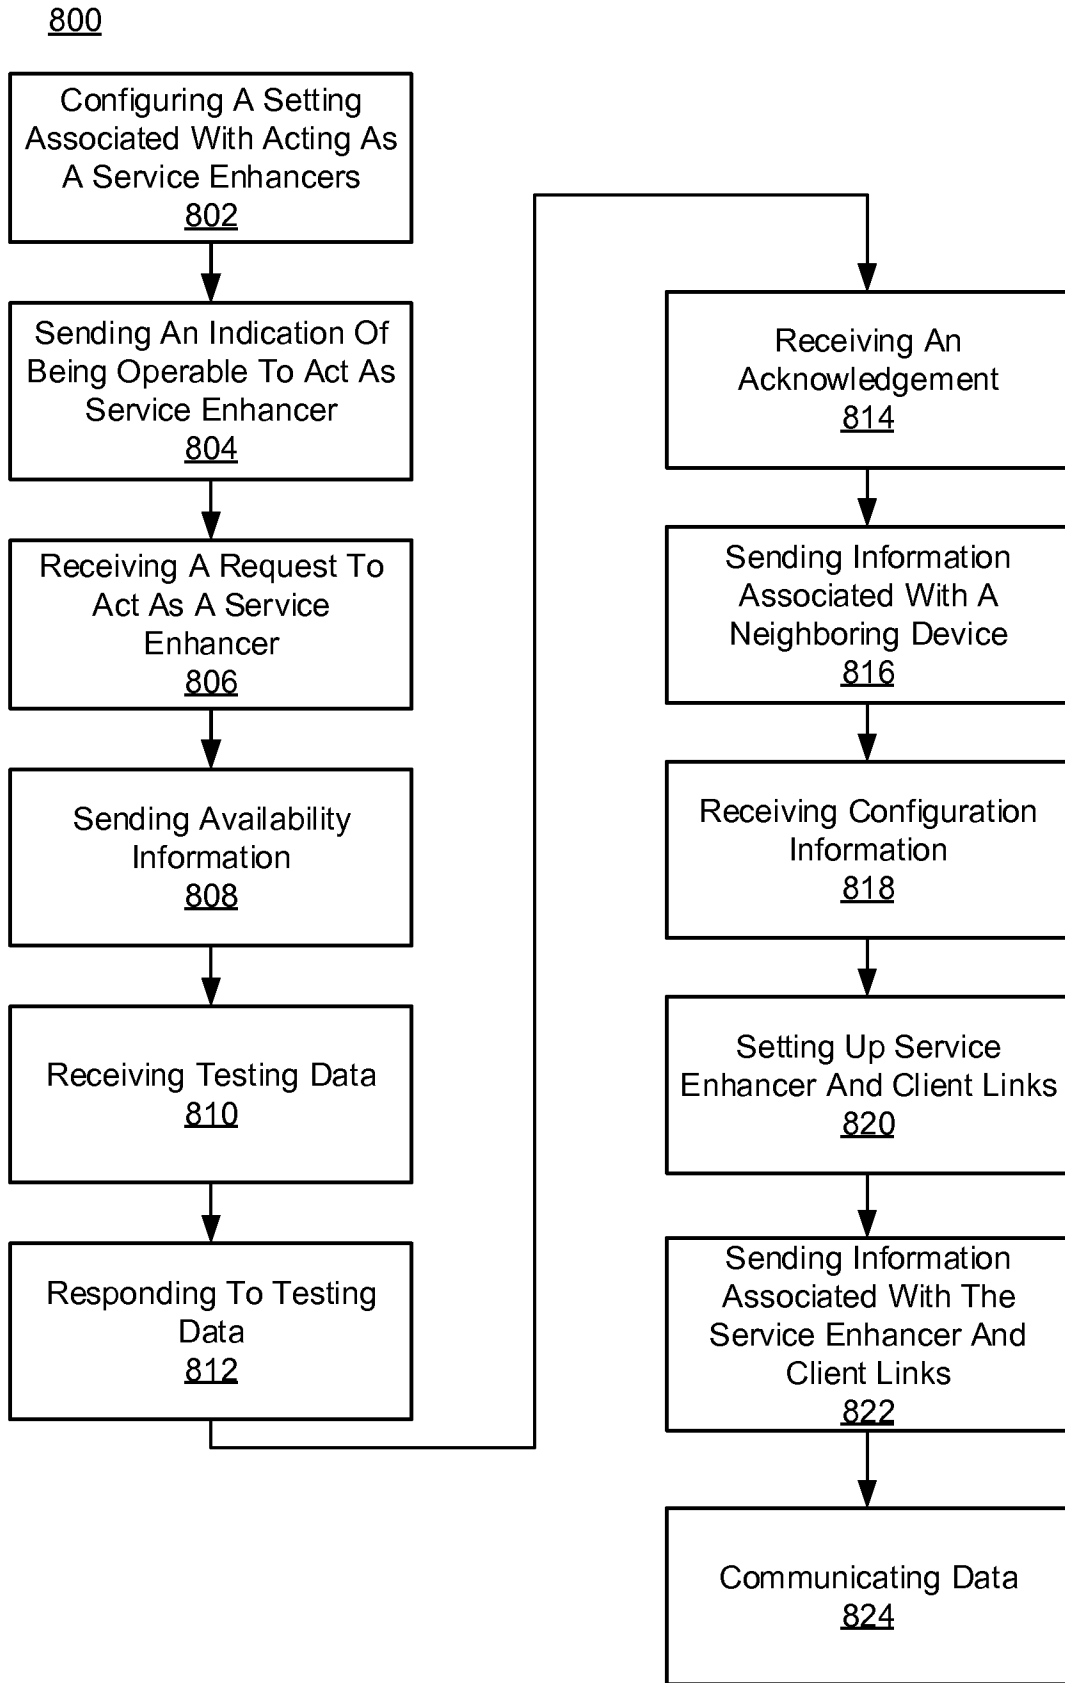 800
Configuring A Setting
Associated With Acting As
A Service Enhancers
802
Sending An Indication Of
Being Operable To Act As
Service Enhancer
804
Receiving A Request To
Act As A Service
Enhancer
806
Sending Availability
Information
808
Receiving Testing Data
810
Responding To Testing
Data
812
Receiving An
Acknowledgement
814
Sending Information
Associated With A
Neighboring Device
816
Receiving Configuration
Information
818
Setting Up Service
Enhancer And Client Links
820
Sending Information
Associated With The
Service Enhancer And
Client Links
822
Communicating Data
824